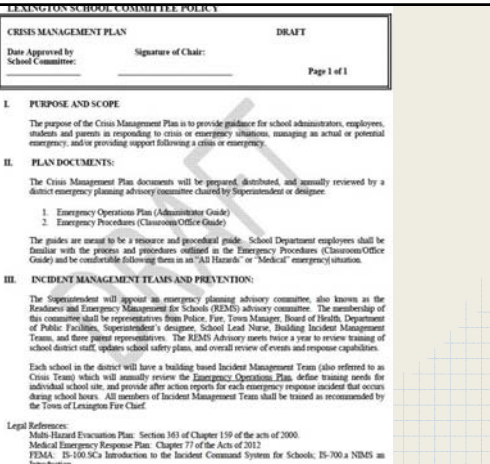 LEXINGTON SCHOOL COMMITTEE POLICY
CRISIS MANAGEMENT PLAN DRAFT
Date Approved by Signature of Chair:
School Committee:
Page 1 of 1
I. PURPOSE AND SCOPE
The purpose of the Crisis Management Plan is to provide guidance for school administrators, employees,
students and parents in responding to crisis or emergency situations, managing an actual or potential
emergency, and/or providing support following a crisis or emergency.
II. PLAN DOCUMENTS:
The Crisis Management Plan documents will be prepared, distributed, and annually reviewed by a
district emergency planning advisory committee chaired by Superintendent or designee.
1. Emergency Operations Plan (Administrator Guide)
2. Emergency Procedures (Classroom/Office Guide)
The guides are meant to be a resource and procedural guide. School Department employees shall be
familiar with the process and procedures outlined in the Emergency Procedures (Classroom/Office
Guide) and be comfortable following them in an "All Hazards" or "Medical" emergency situation.
III. INCIDENT MANAGEMENT TEAMS AND PREVENTION:
The Superintendent will appoint an emergency planning advisory committee, also known as the
Readiness and Emergency Management for Schools (REMS) advisory committee. The membership of
this committee shall be representatives from Police, Fire, Town Manager, Board of Health, Department
of Public Facilities, Superintendent's designee, School Lead Nurse, Building Incident Management
Teams, and three parent representatives. The REMS Advisory meets twice a year to review training of
school district staff, updates school safety plans, and overall review of events and response capabilities.
Each school in the district will have a building based Incident Management Team (also referred to as
Crisis Team) which will annually review the Emergency Operations Plan, define training needs for
individual school site, and provide after action reports for each emergency response incident that occurs
during school hours. All members of Incident Management Team shall be trained as recommended by
the Town of Lexington Fire Chief.
Legal References:
Multi-Hazard Evacuation Plan: Section 363 of Chapter 159 of the acts of 2000.
Medical Emergency Response Plan: Chapter 77 of the Acts of 2012
FEMA: IS-100.SCa Introduction to the Incident Command System for Schools; IS-700.a NIMS an
Introduction
DRAFT